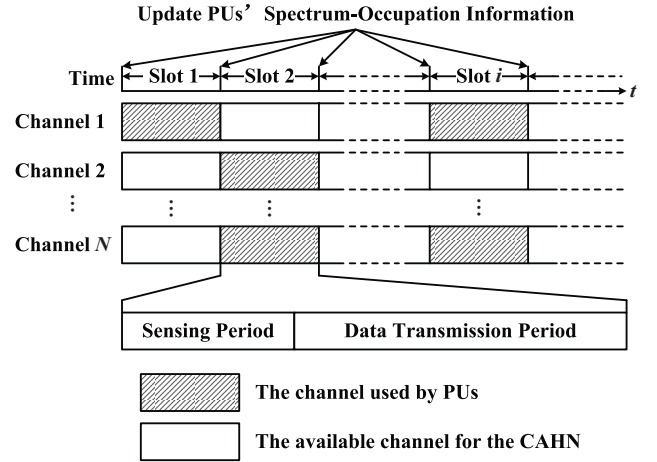 Update PUs' Spectrum-Occupation Information
Time Slot 1 Slot 2 Slot i t
Channel 1
Channel 2
⋮ ⋮ ⋮ ⋮
Channel N
Sensing Period Data Transmission Period
The channel used by PUs
The available channel for the CAHN